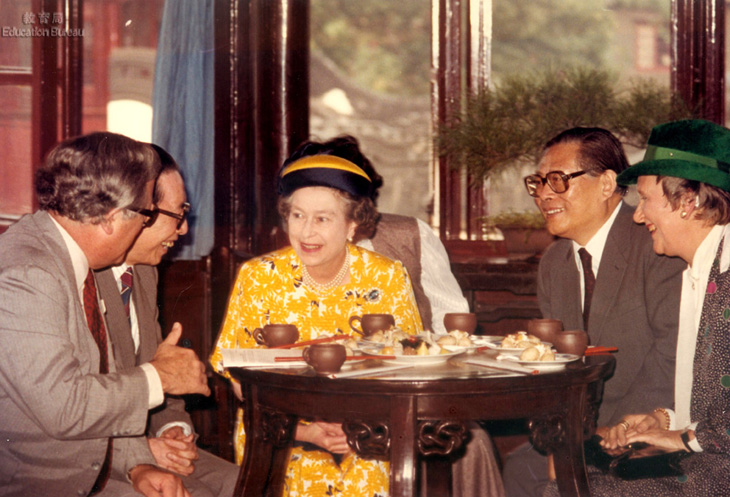 教育局
Education Bureau